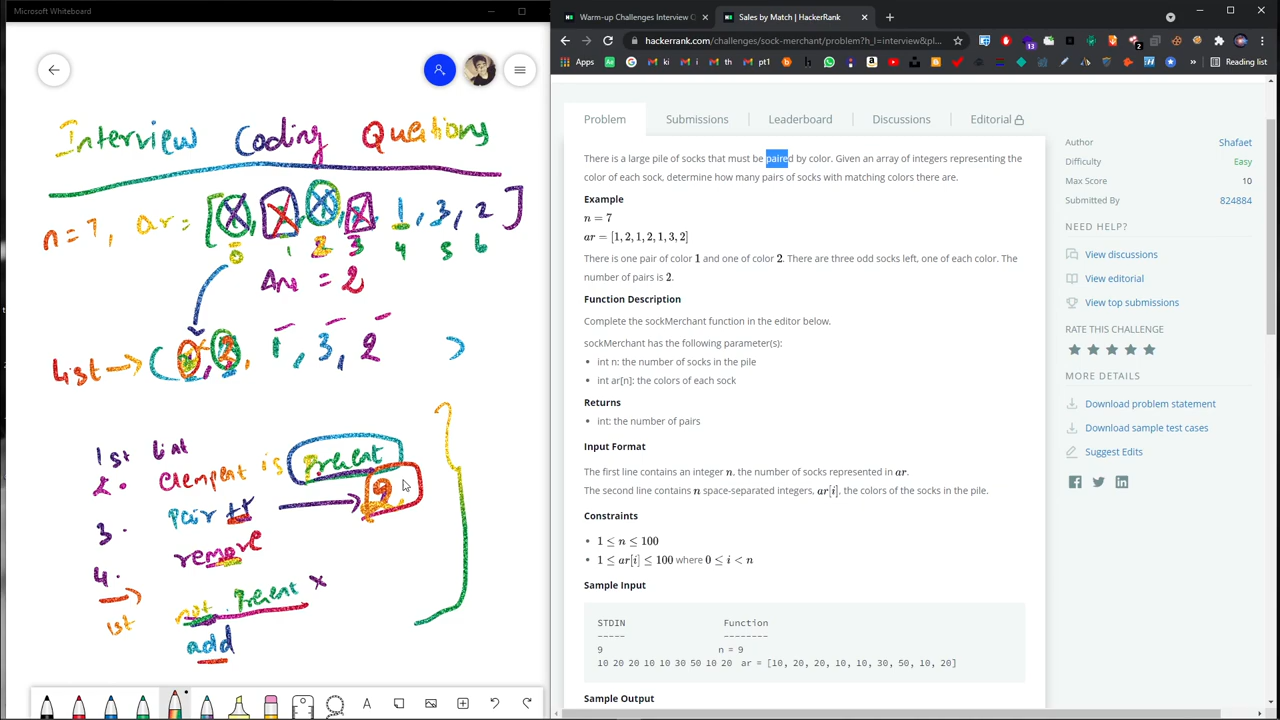 Microsoft Whiteboard
Interview Coding Quations
n=7, ar= [ 1, 3, 2 ]
0 1 2 3 4 5 6
Ans = 2
List → ( 1, 3, 2 )
1st list
2. element is present
3. pair ++ → 2
4. remove
1st not present x
add
Warm-up Challenges Interview
Sales by Match | HackerRank
hackerrank.com/challenges/sock-merchant/problem?h_l=interview&pl...
Apps
ki
i
th
pt1
Reading list
Problem
Submissions
Leaderboard
Discussions
Editorial
There is a large pile of socks that must be paired by color. Given an array of integers representing the
color of each sock, determine how many pairs of socks with matching colors there are.
Example
n = 7
ar = [1, 2, 1, 2, 1, 3, 2]
There is one pair of color 1 and one of color 2. There are three odd socks left, one of each color. The
number of pairs is 2.
Function Description
Complete the sockMerchant function in the editor below.
sockMerchant has the following parameter(s):
• int n: the number of socks in the pile
• int ar[n]: the colors of each sock
Returns
• int: the number of pairs
Input Format
The first line contains an integer n, the number of socks represented in ar.
The second line contains n space-separated integers, ar[i], the colors of the socks in the pile.
Constraints
• 1 ≤ n ≤ 100
• 1 ≤ ar[i] ≤ 100 where 0 ≤ i < n
Sample Input
STDIN Function
----- --------
9 n = 9
10 20 20 10 10 30 50 10 20 ar = [10, 20, 20, 10, 10, 30, 50, 10, 20]
Sample Output
Author Shafaet
Difficulty Easy
Max Score 10
Submitted By 824884
NEED HELP?
View discussions
View editorial
View top submissions
RATE THIS CHALLENGE
MORE DETAILS
Download problem statement
Download sample test cases
Suggest Edits